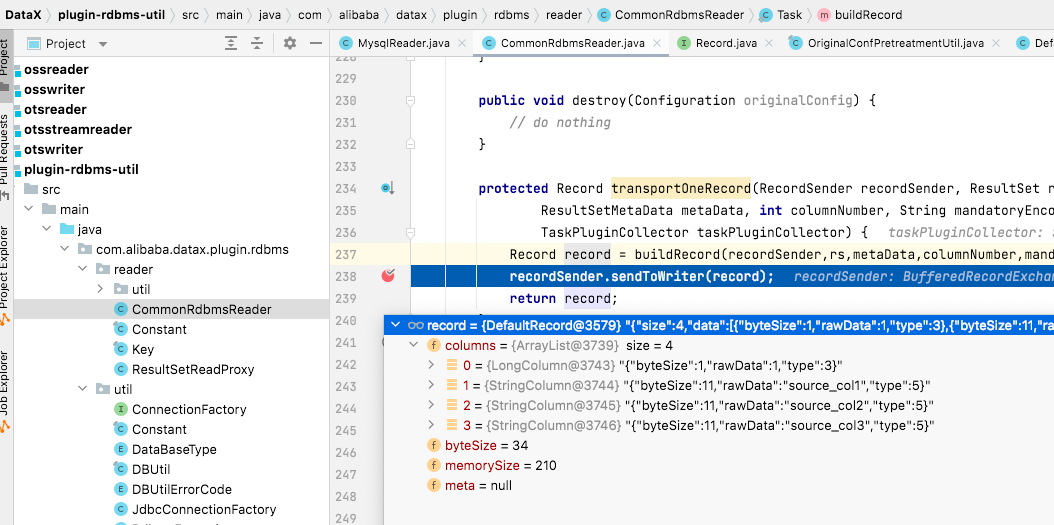 DataX › plugin-rdbms-util › src › main › java › com › alibaba › datax › plugin › rdbms › reader › CommonRdbmsReader › Task › buildRecord
Project
Pull Requests
Project Explorer
Job Explorer
Project
ossreader
osswriter
otsreader
otsstreamreader
otswriter
plugin-rdbms-util
src
main
java
com.alibaba.datax.plugin.rdbms
reader
util
CommonRdbmsReader
Constant
Key
ResultSetReadProxy
util
ConnectionFactory
Constant
DataBaseType
DBUtil
DBUtilErrorCode
JdbcConnectionFactory
MysqlReader.java CommonRdbmsReader.java Record.java OriginalConfPretreatmentUtil.java Def
228 }
229
230 public void destroy(Configuration originalConfig) {
231 // do nothing
232 }
233
234 protected Record transportOneRecord(RecordSender recordSender, ResultSet r
235 ResultSetMetaData metaData, int columnNumber, String mandatoryEnco
236 TaskPluginCollector taskPluginCollector) { taskPluginCollector: S
237 Record record = buildRecord(recordSender,rs,metaData,columnNumber,mand
238 recordSender.sendToWriter(record); recordSender: BufferedRecordExcha
239 return record;
240
241
242
243
244
245
246
247
248
249
record = {DefaultRecord@3579} "{"size":4,"data":[{"byteSize":1,"rawData":1,"type":3},{"byteSize":11,"ra
columns = {ArrayList@3739} size = 4
0 = {LongColumn@3743} "{"byteSize":1,"rawData":1,"type":3}"
1 = {StringColumn@3744} "{"byteSize":11,"rawData":"source_col1","type":5}"
2 = {StringColumn@3745} "{"byteSize":11,"rawData":"source_col2","type":5}"
3 = {StringColumn@3746} "{"byteSize":11,"rawData":"source_col3","type":5}"
byteSize = 34
memorySize = 210
meta = null